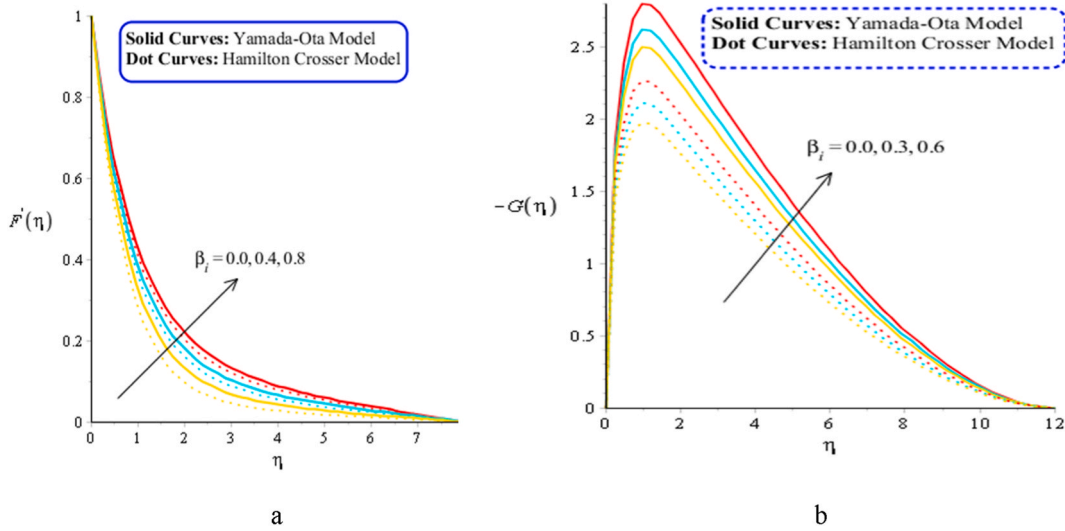 Solid Curves: Yamada-Ota Model
Dot Curves: Hamilton Crosser Model
1
0.8
0.6
F'(η)
0.4
0.2
0
βᵢ = 0.0, 0.4, 0.8
0 1 2 3 4 5 6 7
η
a
Solid Curves: Yamada-Ota Model
Dot Curves: Hamilton Crosser Model
2.5
2
1.5
-G(η)
1
0.5
0
βᵢ = 0.0, 0.3, 0.6
0 2 4 6 8 10 12
η
b